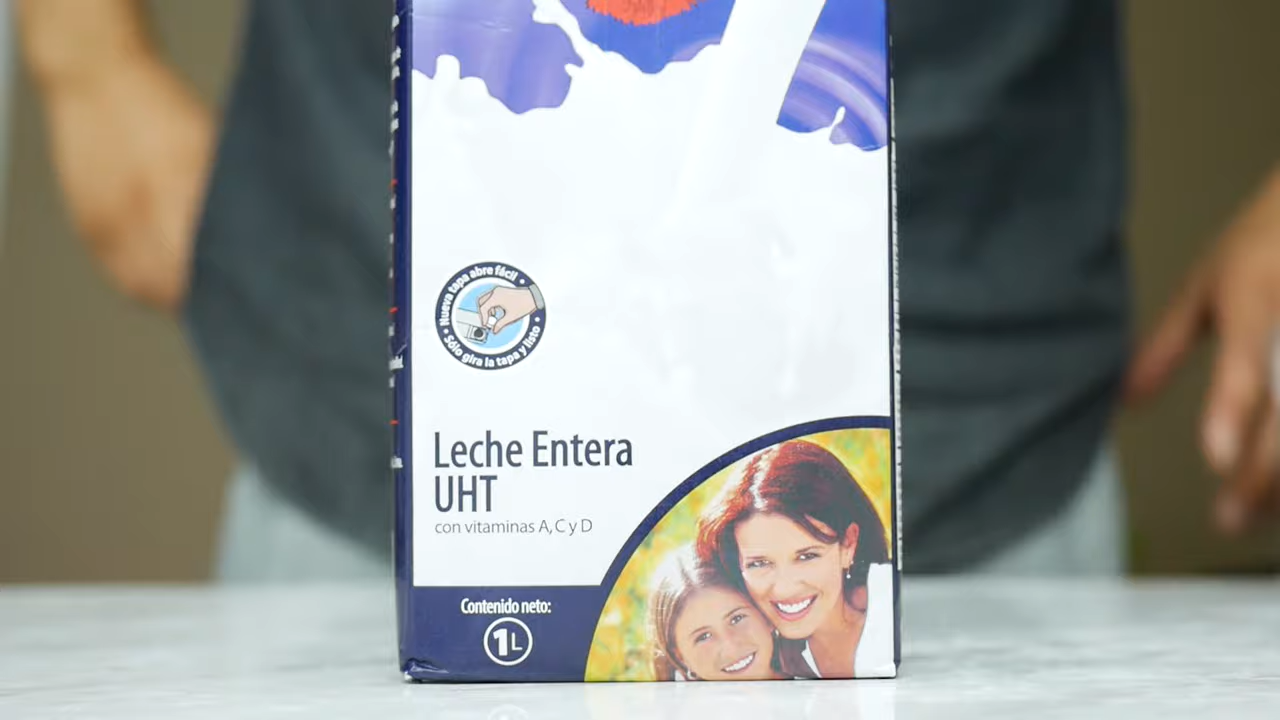 Nueva tapa abre fácil
Sólo gira la tapa y listo
Leche Entera
UHT
con vitaminas A, C y D
Contenido neto:
1L